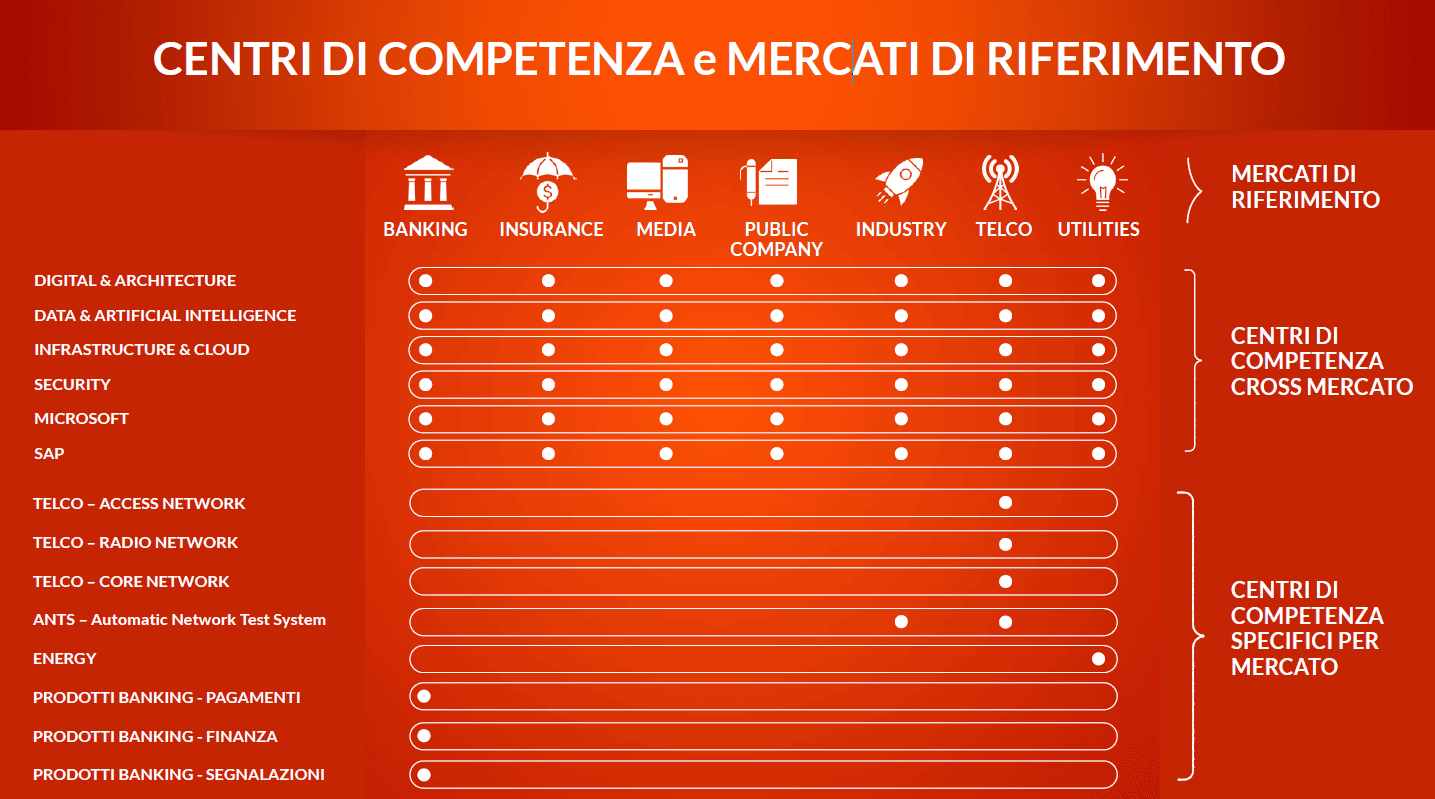 CENTRI DI COMPETENZA e MERCATI DI RIFERIMENTO
BANKING
INSURANCE
MEDIA
PUBLIC
COMPANY
INDUSTRY
TELCO
UTILITIES
MERCATI DI
RIFERIMENTO
DIGITAL & ARCHITECTURE
DATA & ARTIFICIAL INTELLIGENCE
INFRASTRUCTURE & CLOUD
SECURITY
MICROSOFT
SAP
CENTRI DI
COMPETENZA
CROSS MERCATO
TELCO – ACCESS NETWORK
TELCO – RADIO NETWORK
TELCO – CORE NETWORK
ANTS – Automatic Network Test System
ENERGY
PRODOTTI BANKING - PAGAMENTI
PRODOTTI BANKING - FINANZA
PRODOTTI BANKING - SEGNALAZIONI
CENTRI DI
COMPETENZA
SPECIFICI PER
MERCATO